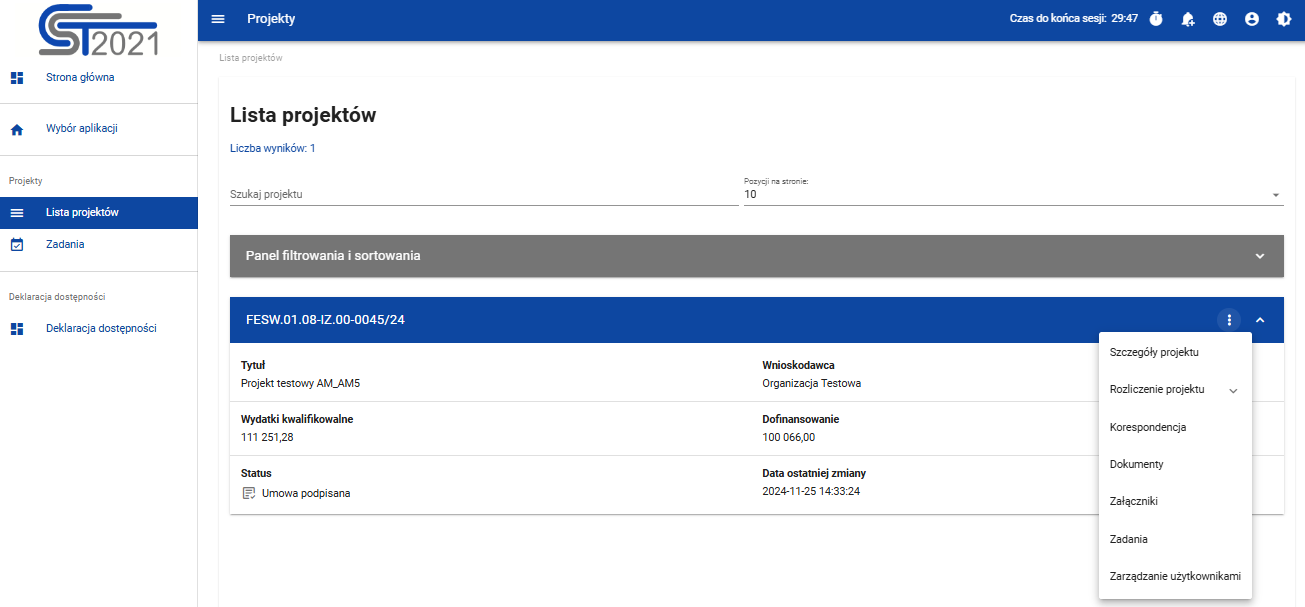 CST2021
Projekty
Czas do końca sesji: 29:47
Strona główna
Wybór aplikacji
Projekty
Lista projektów
Zadania
Deklaracja dostępności
Deklaracja dostępności
Lista projektów
Lista projektów
Liczba wyników: 1
Szukaj projektu
Pozycji na stronie:
10
Panel filtrowania i sortowania
FESW.01.08-IZ.00-0045/24
Tytuł
Projekt testowy AM_AM5
Wnioskodawca
Organizacja Testowa
Wydatki kwalifikowalne
111 251,28
Dofinansowanie
100 066,00
Status
Umowa podpisana
Data ostatniej zmiany
2024-11-25 14:33:24
Szczegóły projektu
Rozliczenie projektu
Korespondencja
Dokumenty
Załączniki
Zadania
Zarządzanie użytkownikami